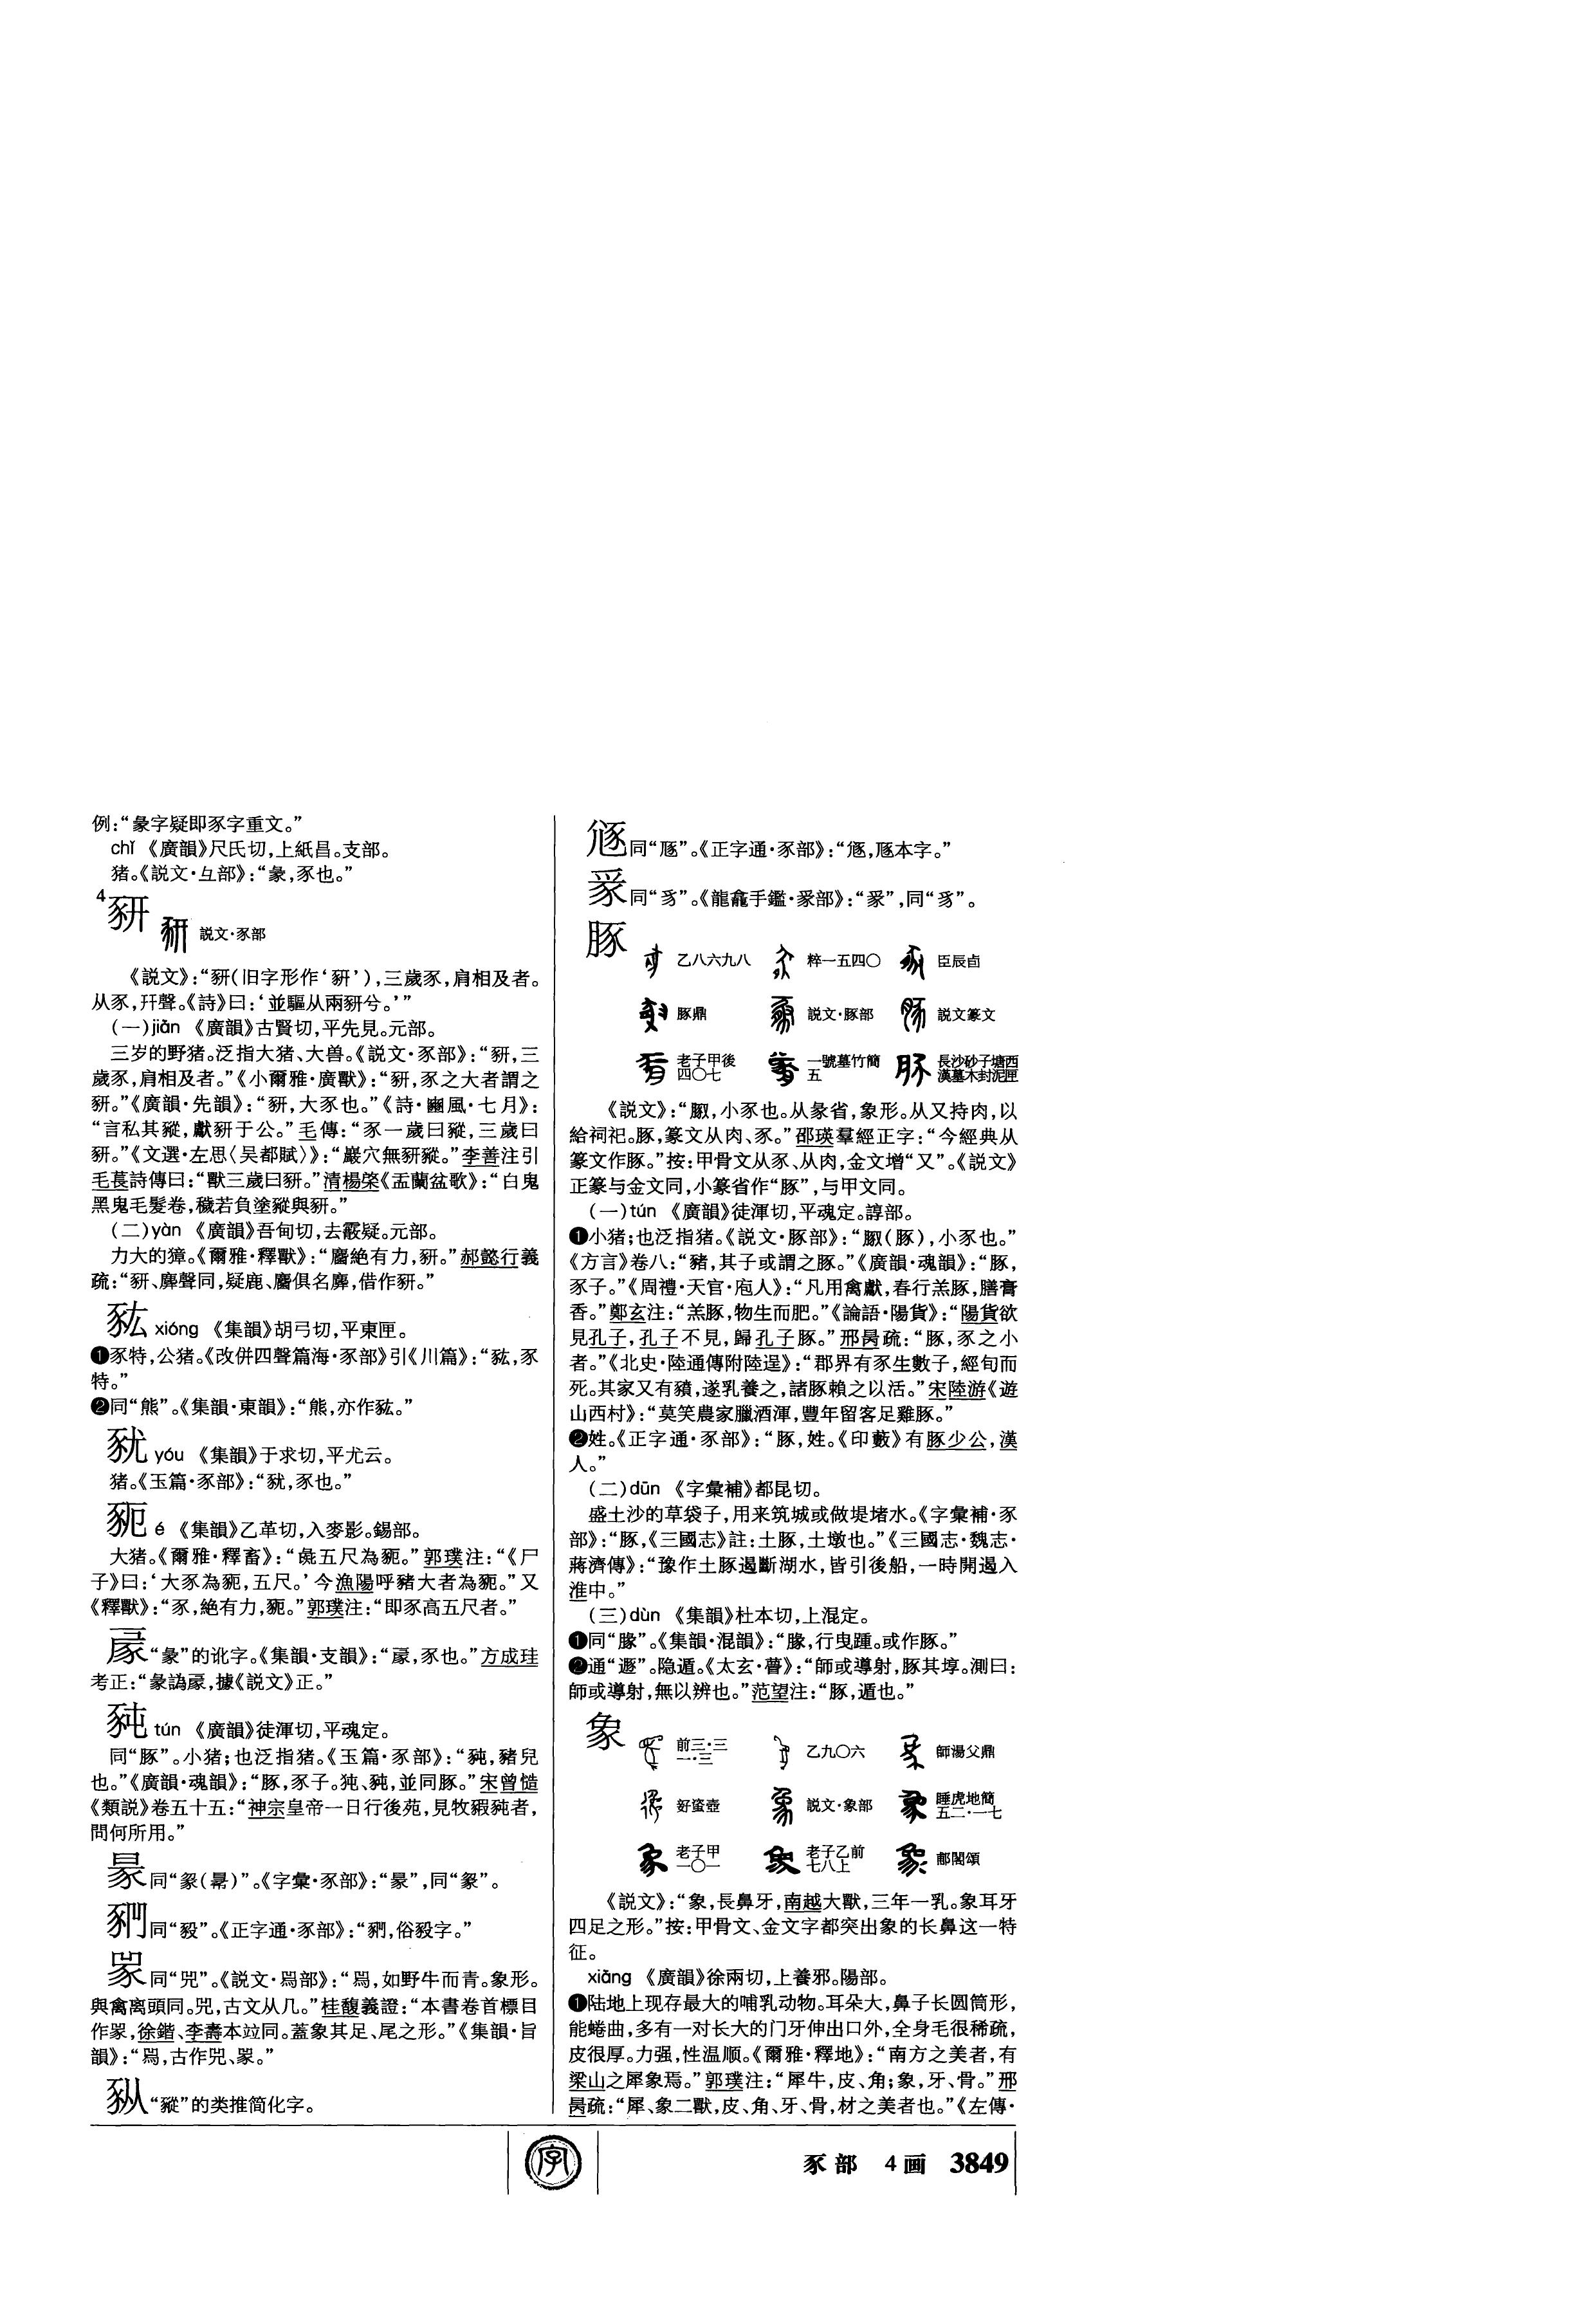 例：“彖字疑即豕字重文。”
chǐ 《廣韻》尺氏切，上紙昌。支部。
猪。《説文·彑部》：“彖，豕也。”
4
豜 説文·豕部
《説文》：“豜（旧字形作‘豣’），三歲豕，肩相及者。
从豕，幵聲。《詩》曰：‘並驅从兩豜兮。’”
（一）jiān 《廣韻》古賢切，平先見。元部。
三岁的野猪。泛指大猪、大兽。《説文·豕部》：“豜，三
歲豕，肩相及者。”《小爾雅·廣獸》：“豜，豕之大者謂之
豜。”《廣韻·先韻》：“豜，大豕也。”《詩·豳風·七月》：
“言私其豵，獻豜于公。”毛傳：“豕一歲曰豵，三歲曰
豜。”《文選·左思〈吴都賦〉》：“巖穴無豜豵。”李善注引
毛萇詩傳曰：“獸三歲曰豜。”清楊棨《盂蘭盆歌》：“白鬼
黑鬼毛髮卷，穢若負塗豵與豜。”
（二）yàn 《廣韻》吾甸切，去霰疑。元部。
力大的獐。《爾雅·釋獸》：“麕絶有力，豜。”郝懿行義
疏：“豜、麉聲同，疑鹿、麕俱名麉，借作豜。”
豅 xióng 《集韻》胡弓切，平東匣。
❶豕特，公猪。《改併四聲篇海·豕部》引《川篇》：“，豕
特。”
❷同“熊”。《集韻·東韻》：“熊，亦作。”
yóu 《集韻》于求切，平尤云。
猪。《玉篇·豕部》：“，豕也。”
豟 é 《集韻》乙革切，入麥影。錫部。
大猪。《爾雅·釋畜》：“彘五尺為豟。”郭璞注：“《尸
子》曰：‘大豕為豟，五尺。’今漁陽呼豬大者為豟。”又
《釋獸》：“豕，絶有力，豟。”郭璞注：“即豕高五尺者。”
“彖”的讹字。《集韻·支韻》：“，豕也。”方成珪
考正：“彖譌，據《説文》正。”
豘 tún 《廣韻》徒渾切，平魂定。
同“豚”。小猪；也泛指猪。《玉篇·豕部》：“豘，豬兒
也。”《廣韻·魂韻》：“豚，豕子。㹠、豘，並同豚。”宋曾慥
《類説》卷五十五：“神宗皇帝一日行後苑，見牧豭豘者，
問何所用。”
同“（）”。《字彙·豕部》：“”，同“”。
同“毅”。《正字通·豕部》：“，俗毅字。”
同“兕”。《説文·𤉡部》：“𤉡，如野牛而青。象形。
與禽离頭同。兕，古文从几。”桂馥義證：“本書卷首標目
作，徐鍇、李燾本竝同。蓋象其足、尾之形。”《集韻·旨
韻》：“𤉡，古作兕、。”
“豵”的类推简化字。
同“豗”。《正字通·豕部》：“，豗本字。”
同“豸”。《龍龕手鑑·部》：“”，同“豸”。
豚
乙八六九八 粹一五四〇 臣辰卣
豚鼎 説文·豚部 説文篆文
老子甲後四〇七 一號墓竹簡五 長沙砂子塘西漢墓木封泥匣
《説文》：“𢑎，小豕也。从彖省，象形。从又持肉，以
給祠祀。豚，篆文从肉、豕。”邵瑛羣經正字：“今經典从
篆文作豚。”按：甲骨文从豕、从肉，金文增“又”。《説文》
正篆与金文同，小篆省作“豚”，与甲文同。
（一）tún 《廣韻》徒渾切，平魂定。諄部。
❶小猪；也泛指猪。《説文·豚部》：“𢑎（豚），小豕也。”
《方言》卷八：“豬，其子或謂之豚。”《廣韻·魂韻》：“豚，
豕子。”《周禮·天官·庖人》：“凡用禽獻，春行羔豚，膳膏
香。”鄭玄注：“羔豚，物生而肥。”《論語·陽貨》：“陽貨欲
見孔子，孔子不見，歸孔子豚。”邢昺疏：“豚，豕之小
者。”《北史·陸通傳附陸逞》：“郡界有豕生數子，經旬而
死。其家又有豶，遂乳養之，諸豚賴之以活。”宋陸游《遊
山西村》：“莫笑農家臘酒渾，豐年留客足雞豚。”
❷姓。《正字通·豕部》：“豚，姓。《印藪》有豚少公，漢
人。”
（二）dūn 《字彙補》都昆切。
盛土沙的草袋子，用来筑城或做堤堵水。《字彙補·豕
部》：“豚，《三國志》註：土豚，土墩也。”《三國志·魏志·
蔣濟傳》：“豫作土豚遏斷湖水，皆引後船，一時開遏入
淮中。”
（三）dùn 《集韻》杜本切，上混定。
❶同“腞”。《集韻·混韻》：“腞，行曳踵。或作豚。”
❷通“遯”。隐遁。《太玄·瞢》：“師或導射，豚其埻。測曰：
師或導射，無以辨也。”范望注：“豚，遁也。”
象
前三·三一·三 乙九〇六 師湯父鼎
𧊒壺 説文·象部 睡虎地簡五二·一七
老子甲一〇一 老子乙前七八上 郙閣頌
《説文》：“象，長鼻牙，南越大獸，三年一乳。象耳牙
四足之形。”按：甲骨文、金文字都突出象的长鼻这一特
征。
xiàng 《廣韻》徐兩切，上養邪。陽部。
❶陆地上现存最大的哺乳动物。耳朵大，鼻子长圆筒形，
能蜷曲，多有一对长大的门牙伸出口外，全身毛很稀疏，
皮很厚。力强，性温顺。《爾雅·釋地》：“南方之美者，有
梁山之犀象焉。”郭璞注：“犀牛，皮、角；象，牙、骨。”邢
昺疏：“犀、象二獸，皮、角、牙、骨，材之美者也。”《左傳·
字
豕部 4画 3849